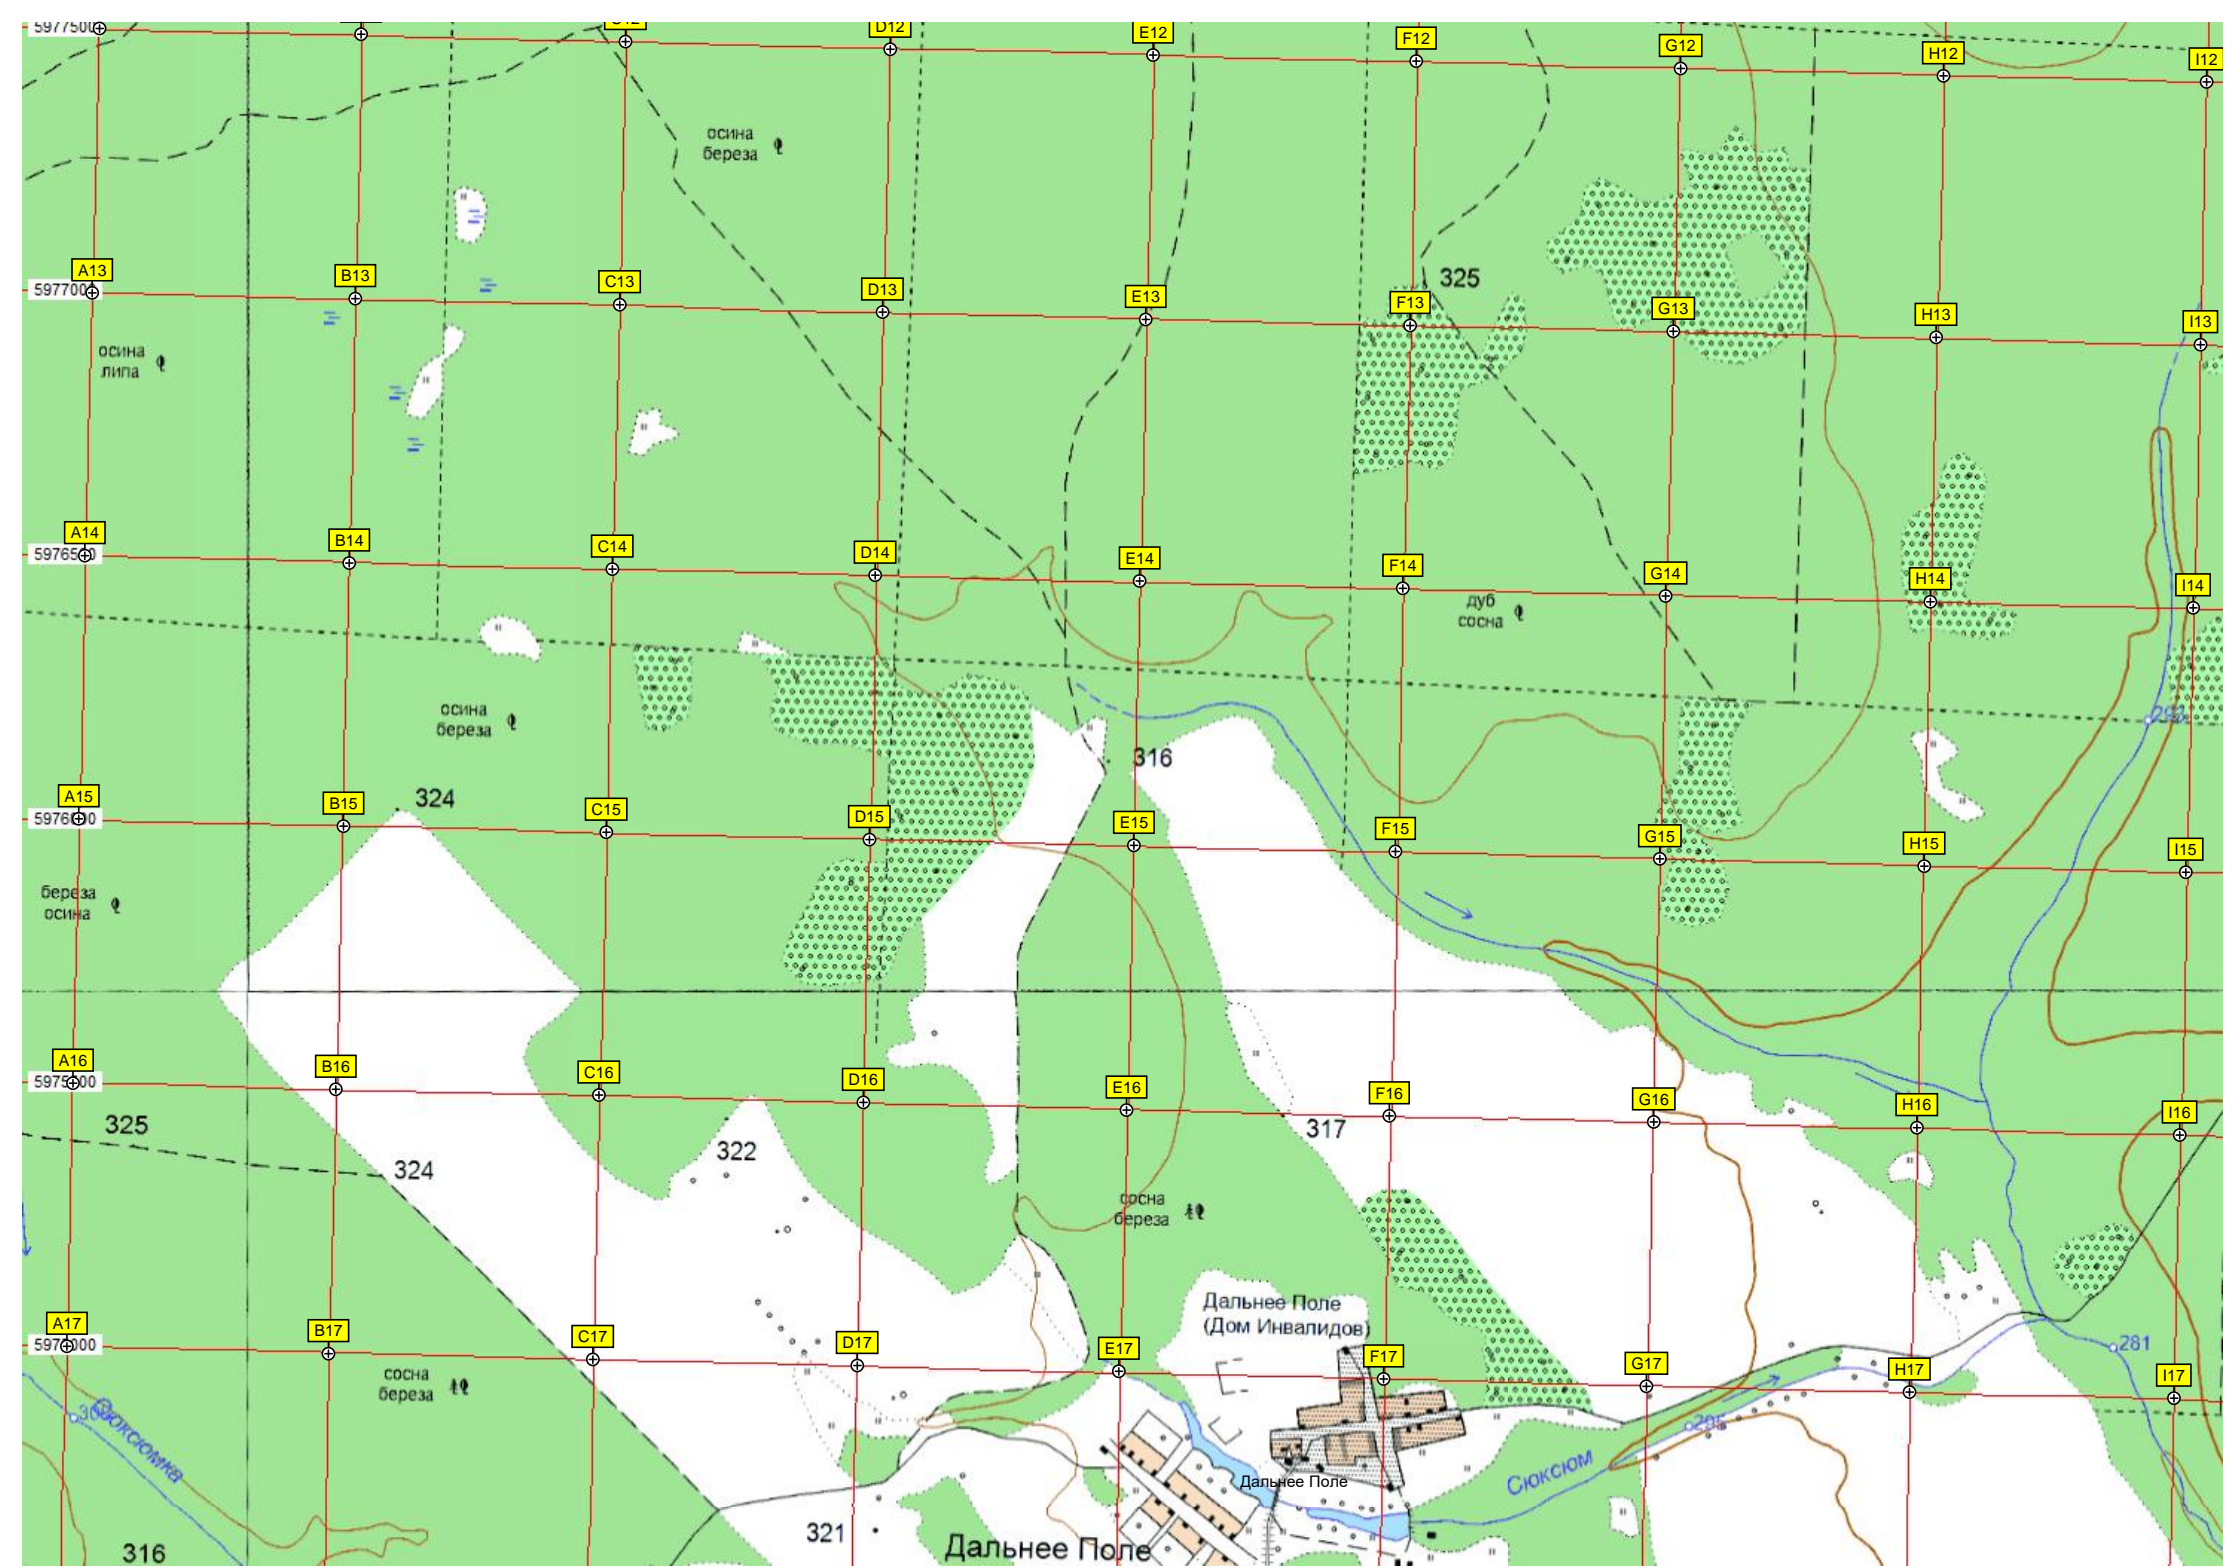 5977500
D12
E12
F12
G12
H12
I12
осина
береза
A13
B13
C13
D13
E13
F13
G13
H13
I13
5977000
325
осина
липа
A14
B14
C14
D14
E14
F14
G14
H14
I14
дуб
сосна
осина
береза
316
324
A15
B15
C15
D15
E15
F15
G15
H15
I15
береза
осина
A16
B16
C16
D16
E16
F16
G16
H16
I16
325
324
322
317
сосна
береза
Дальнее Поле
(Дом Инвалидов)
A17
B17
C17
D17
E17
F17
G17
H17
I17
281
сосна
береза
Сюксюмка
295
Сюксюм
Дальнее Поле
321
Дальнее Поле
316